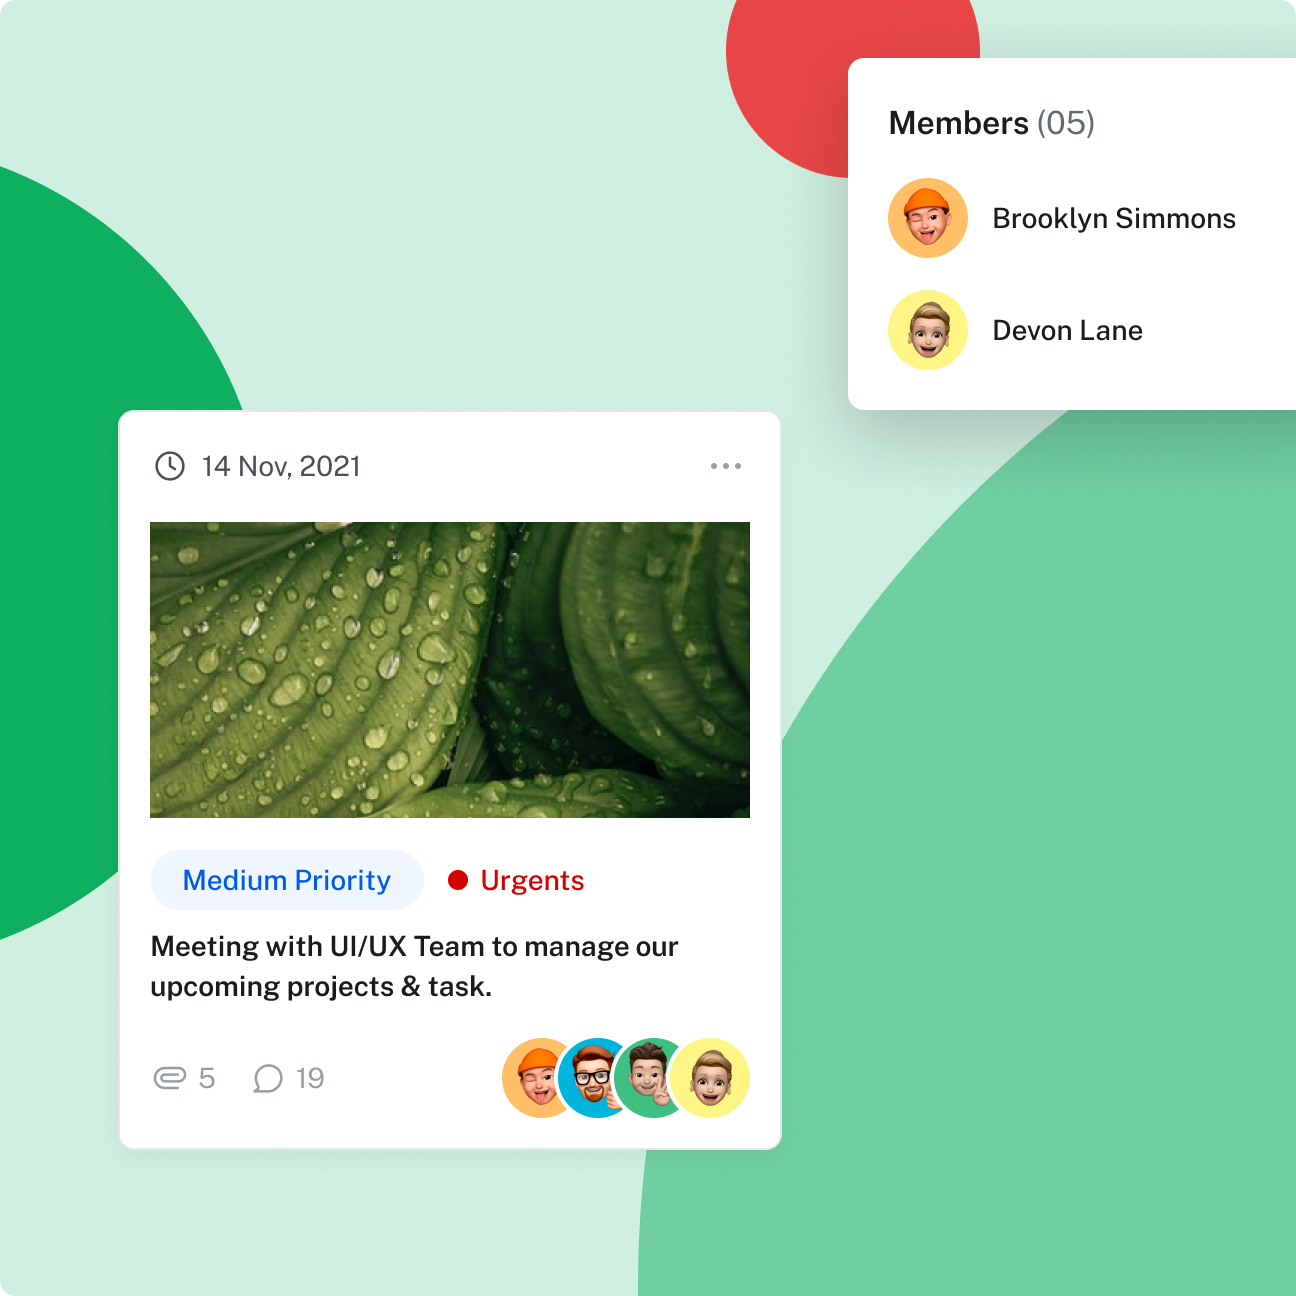 Members (05)
Brooklyn Simmons
Devon Lane
14 Nov, 2021
Medium Priority
Urgents
Meeting with UI/UX Team to manage our
upcoming projects & task.
5
19